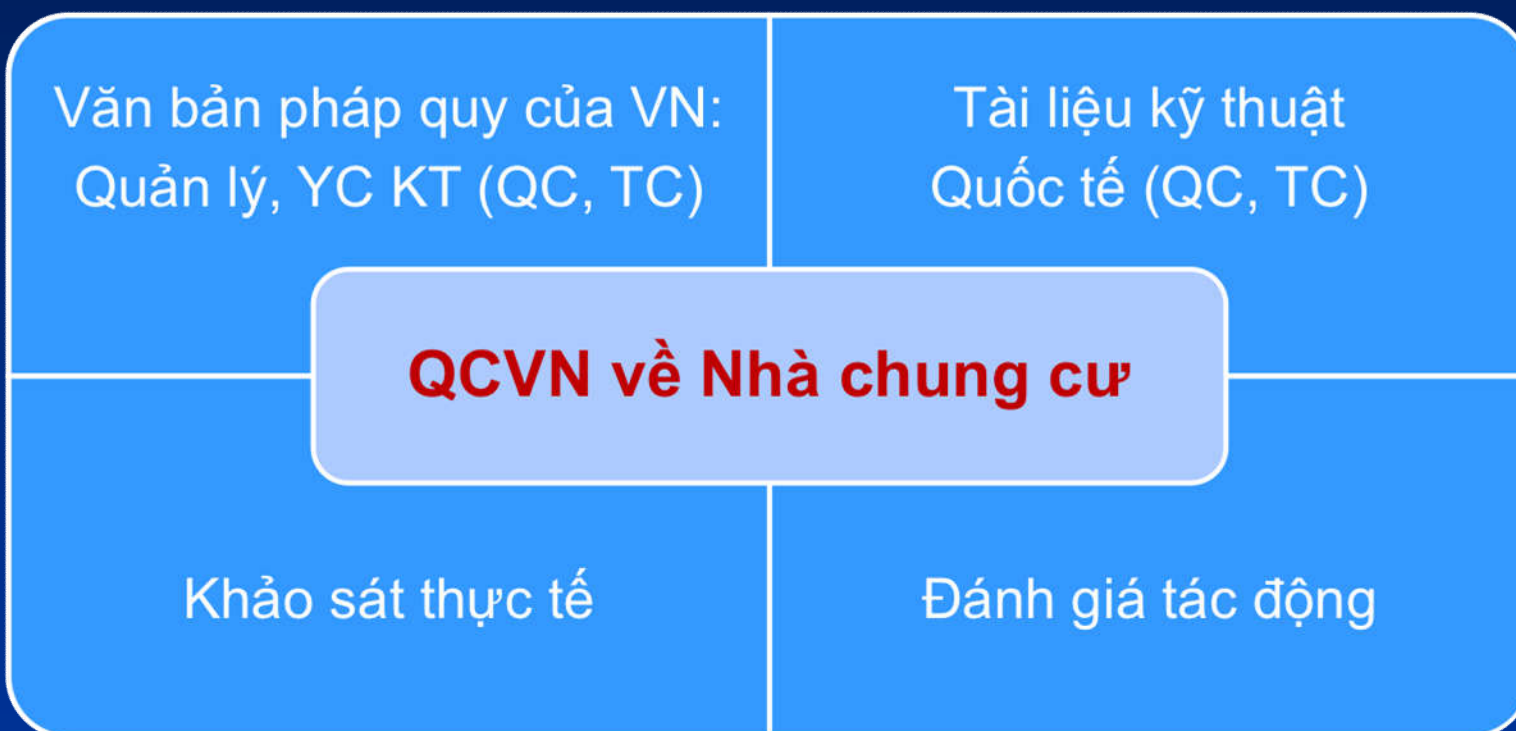 Văn bản pháp quy của VN:
Quản lý, YC KT (QC, TC)
Tài liệu kỹ thuật
Quốc tế (QC, TC)
QCVN về Nhà chung cư
Khảo sát thực tế
Đánh giá tác động